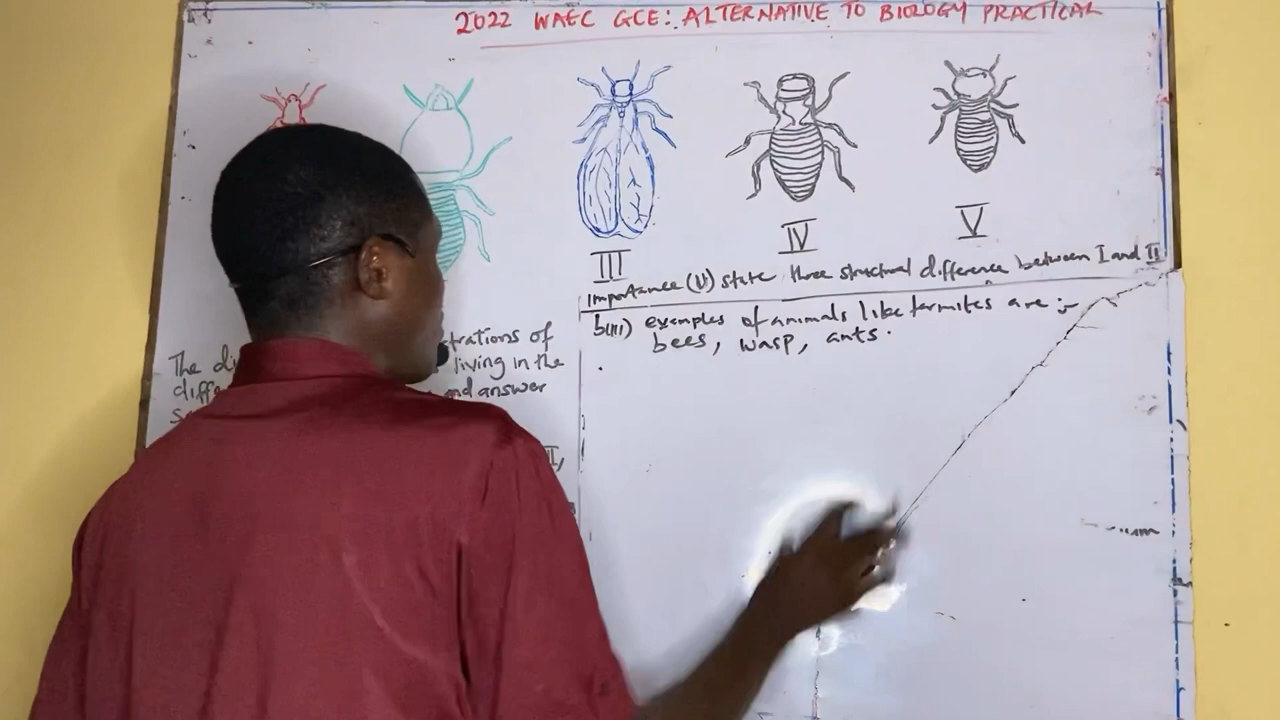 2022 WAEC GCE: ALTERNATIVE TO BIOLOGY PRACTICAL
III
IV
V
importance (V) state three structural difference between I and II
b(iii) examples of animals like termites are :-
bees, wasp, ants.
The
trations of
living in the
and answer
II,